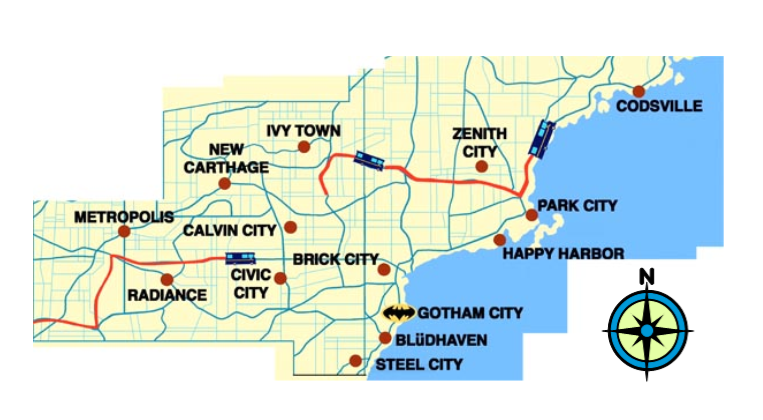 CODSVILLE
IVY TOWN
ZENITH
CITY
NEW
CARTHAGE
PARK CITY
METROPOLIS
CALVIN CITY
HAPPY HARBOR
BRICK CITY
CIVIC
CITY
RADIANCE
N
GOTHAM CITY
BLüDHAVEN
STEEL CITY